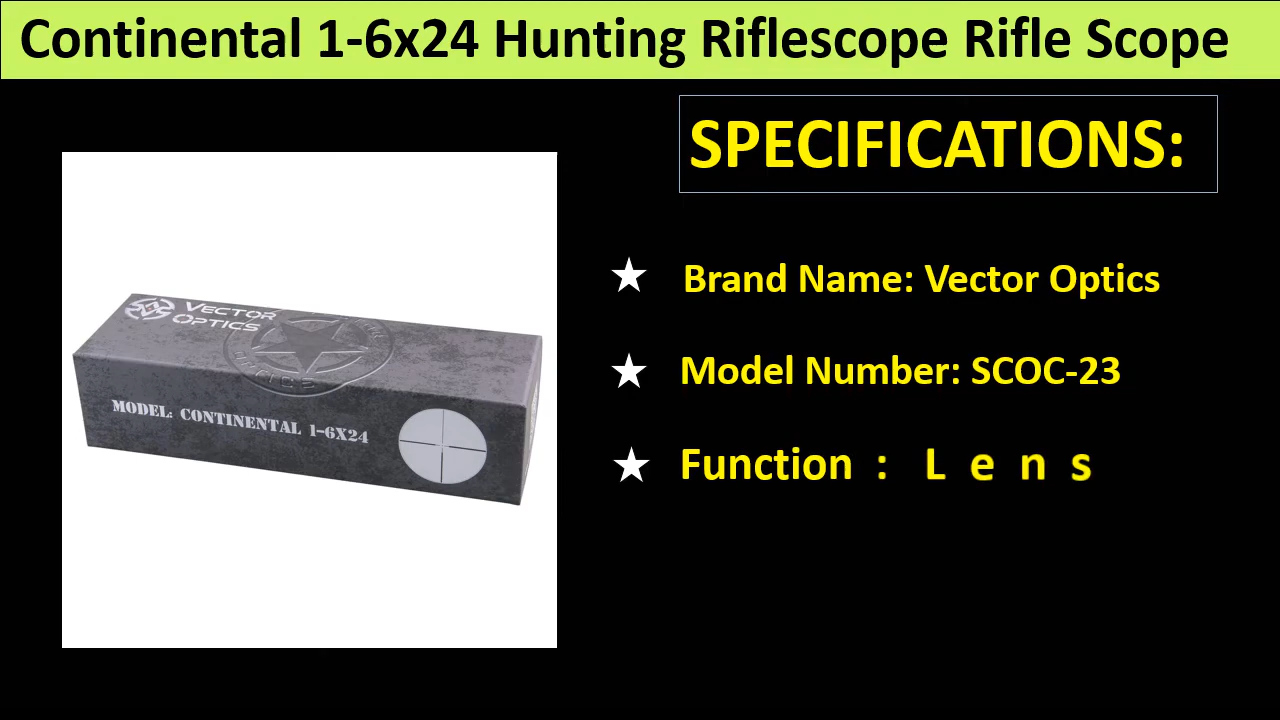 Continental 1-6x24 Hunting Riflescope Rifle Scope
SPECIFICATIONS:
Brand Name: Vector Optics
Model Number: SCOC-23
Function : Lens
VECTOR
OPTICS
MODEL: CONTINENTAL 1-6X24